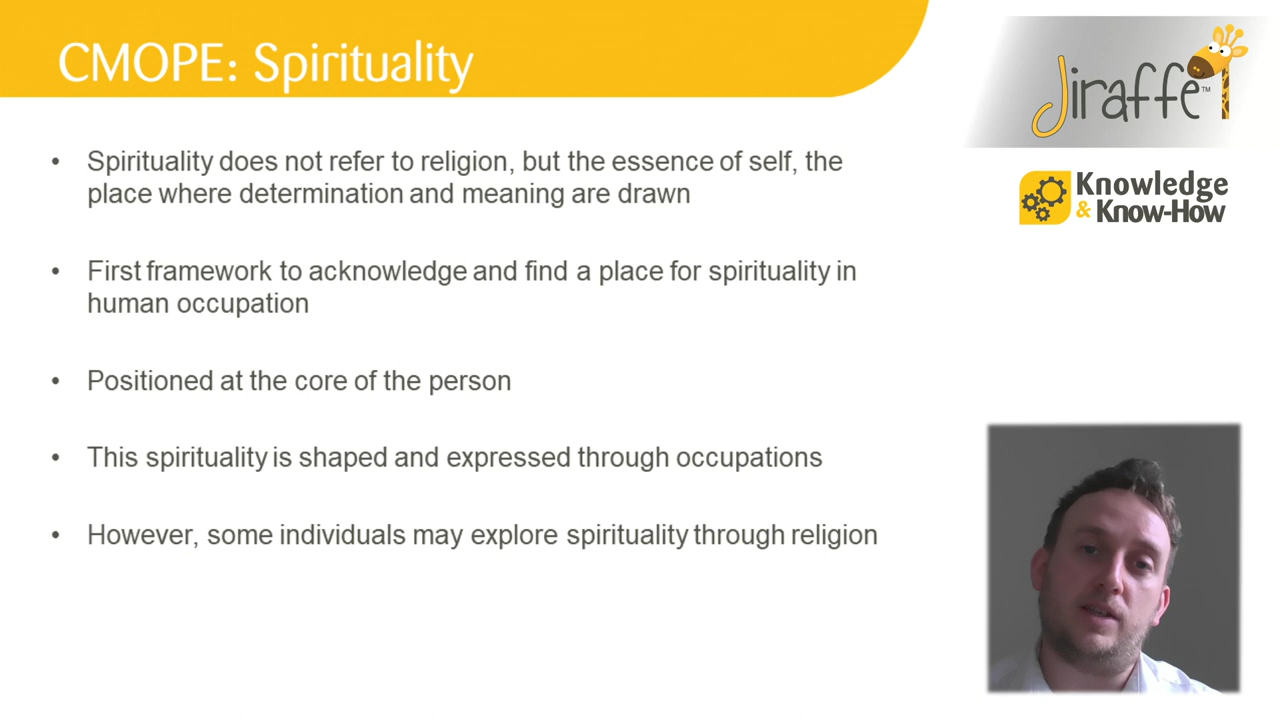 CMOPE: Spirituality
Jiraffe™
Knowledge
& Know-How
• Spirituality does not refer to religion, but the essence of self, the
place where determination and meaning are drawn
• First framework to acknowledge and find a place for spirituality in
human occupation
• Positioned at the core of the person
• This spirituality is shaped and expressed through occupations
• However, some individuals may explore spirituality through religion